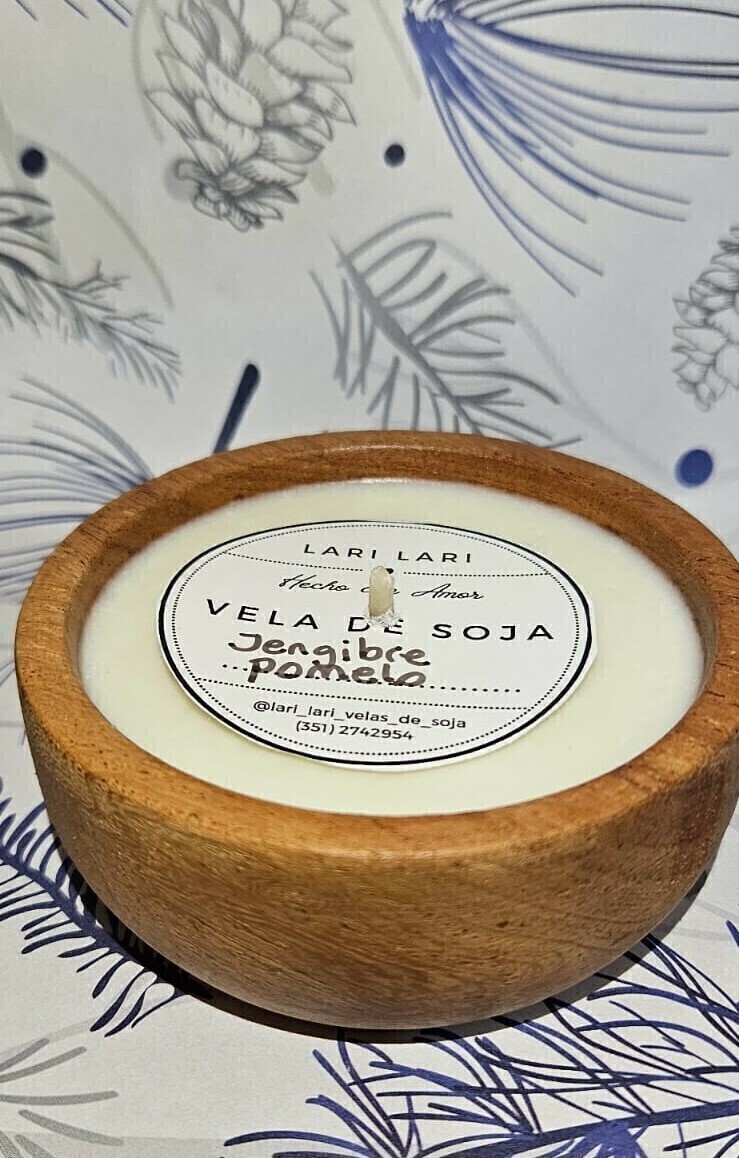 LARI LARI
Hecho con Amor
VELA DE SOJA
Jengibre
pomelo
@lari_lari_velas_de_soja
(351) 2742954